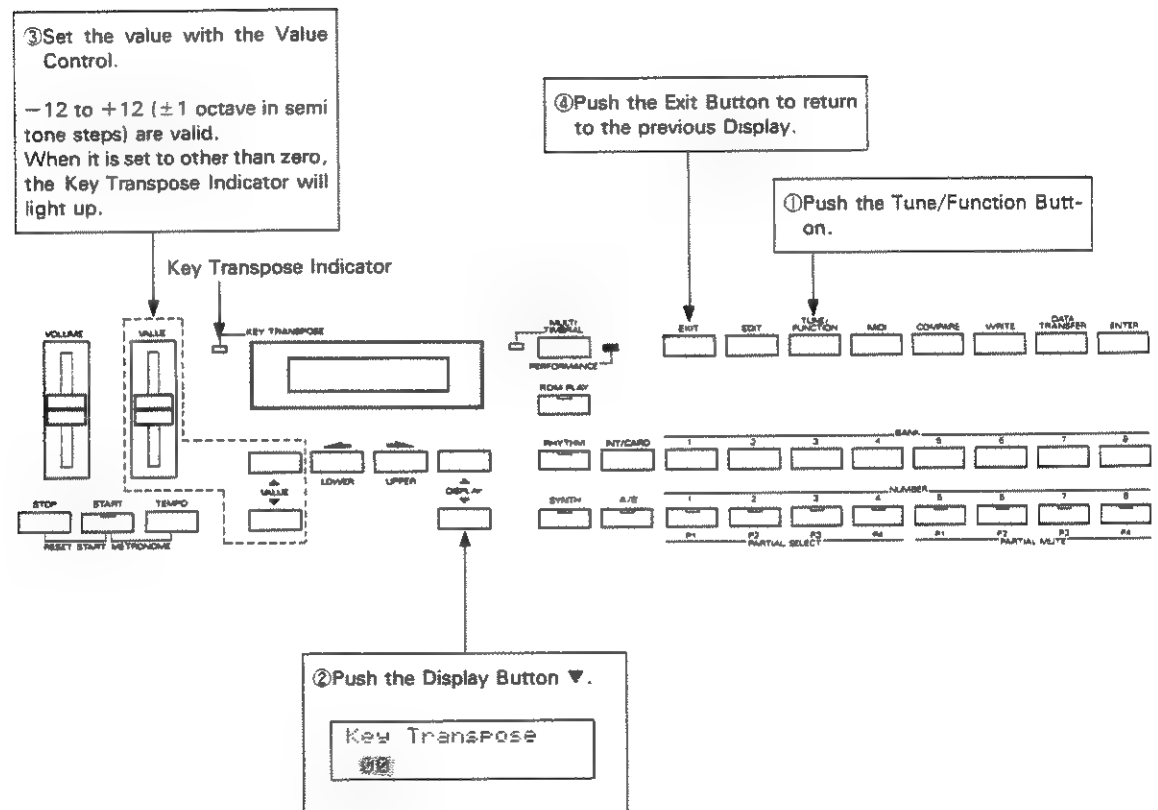 ③Set the value with the Value
Control.
−12 to +12 (±1 octave in semi
tone steps) are valid.
When it is set to other than zero,
the Key Transpose Indicator will
light up.
④Push the Exit Button to return
to the previous Display.
①Push the Tune/Function Butt-
on.
Key Transpose Indicator
VOLUME
VALUE
KEY TRANSPOSE
MULTI
TIMBRAL
PERFORMANCE
EXIT
EDIT
TUNE/
FUNCTION
MIDI
COMPARE
WRITE
DATA
TRANSFER
ENTER
ROM PLAY
VALUE
LOWER
UPPER
DISPLAY
RHYTHM
INT/CARD
BANK
1 2 3 4 5 6 7 8
STOP
START
TEMPO
RESET START
METRONOME
SYNTH
A/B
NUMBER
1 2 3 4 5 6 7 8
P1 P2 P3 P4 P1 P2 P3 P4
PARTIAL SELECT
PARTIAL MUTE
②Push the Display Button ▼.
Key Transpose
00